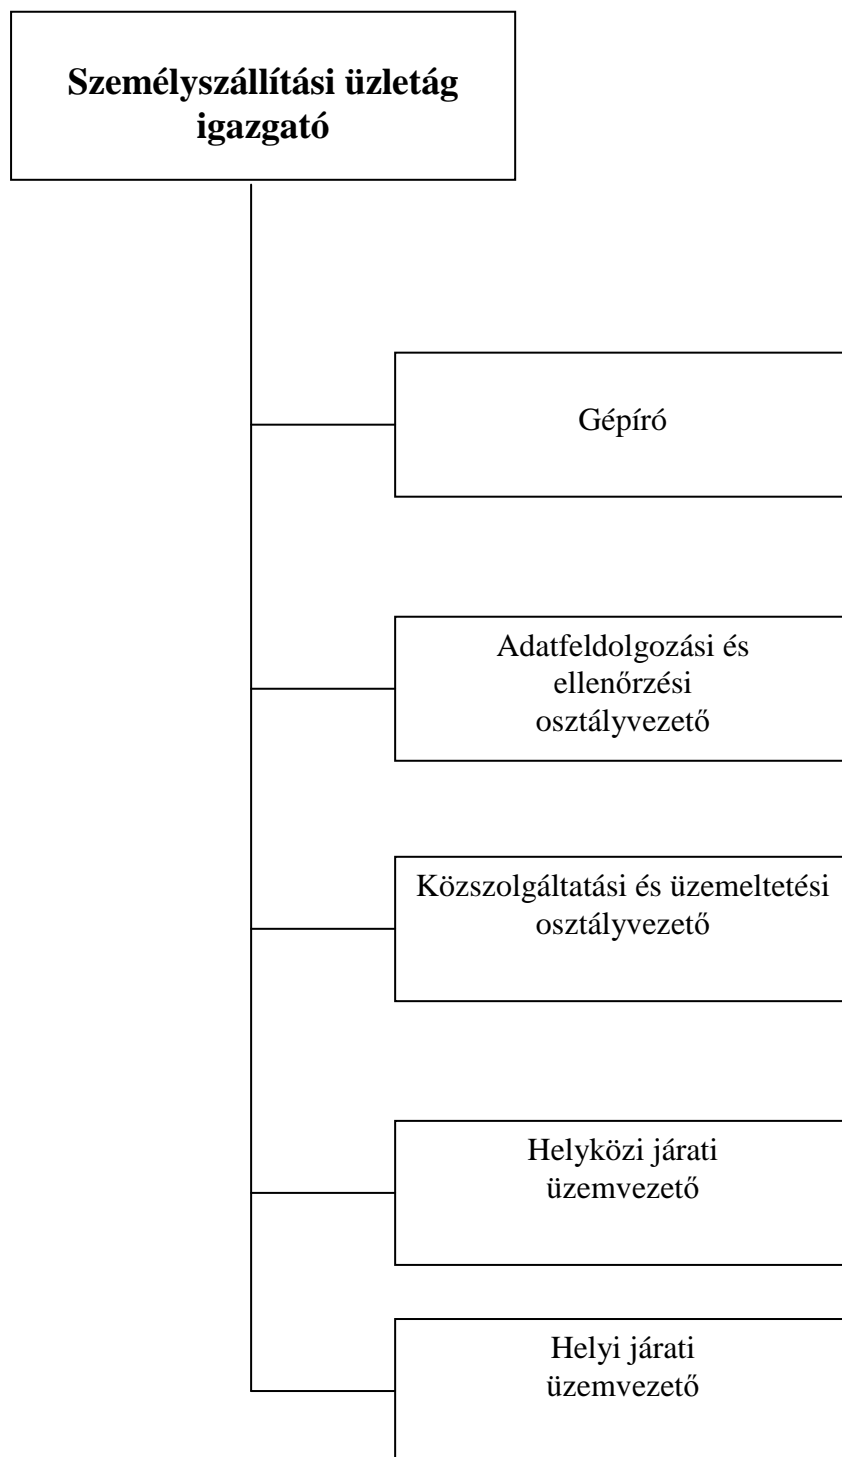 Személyszállítási üzletág
igazgató
Gépíró
Adatfeldolgozási és
ellenőrzési
osztályvezető
Közszolgáltatási és üzemeltetési
osztályvezető
Helyközi járati
üzemvezető
Helyi járati
üzemvezető